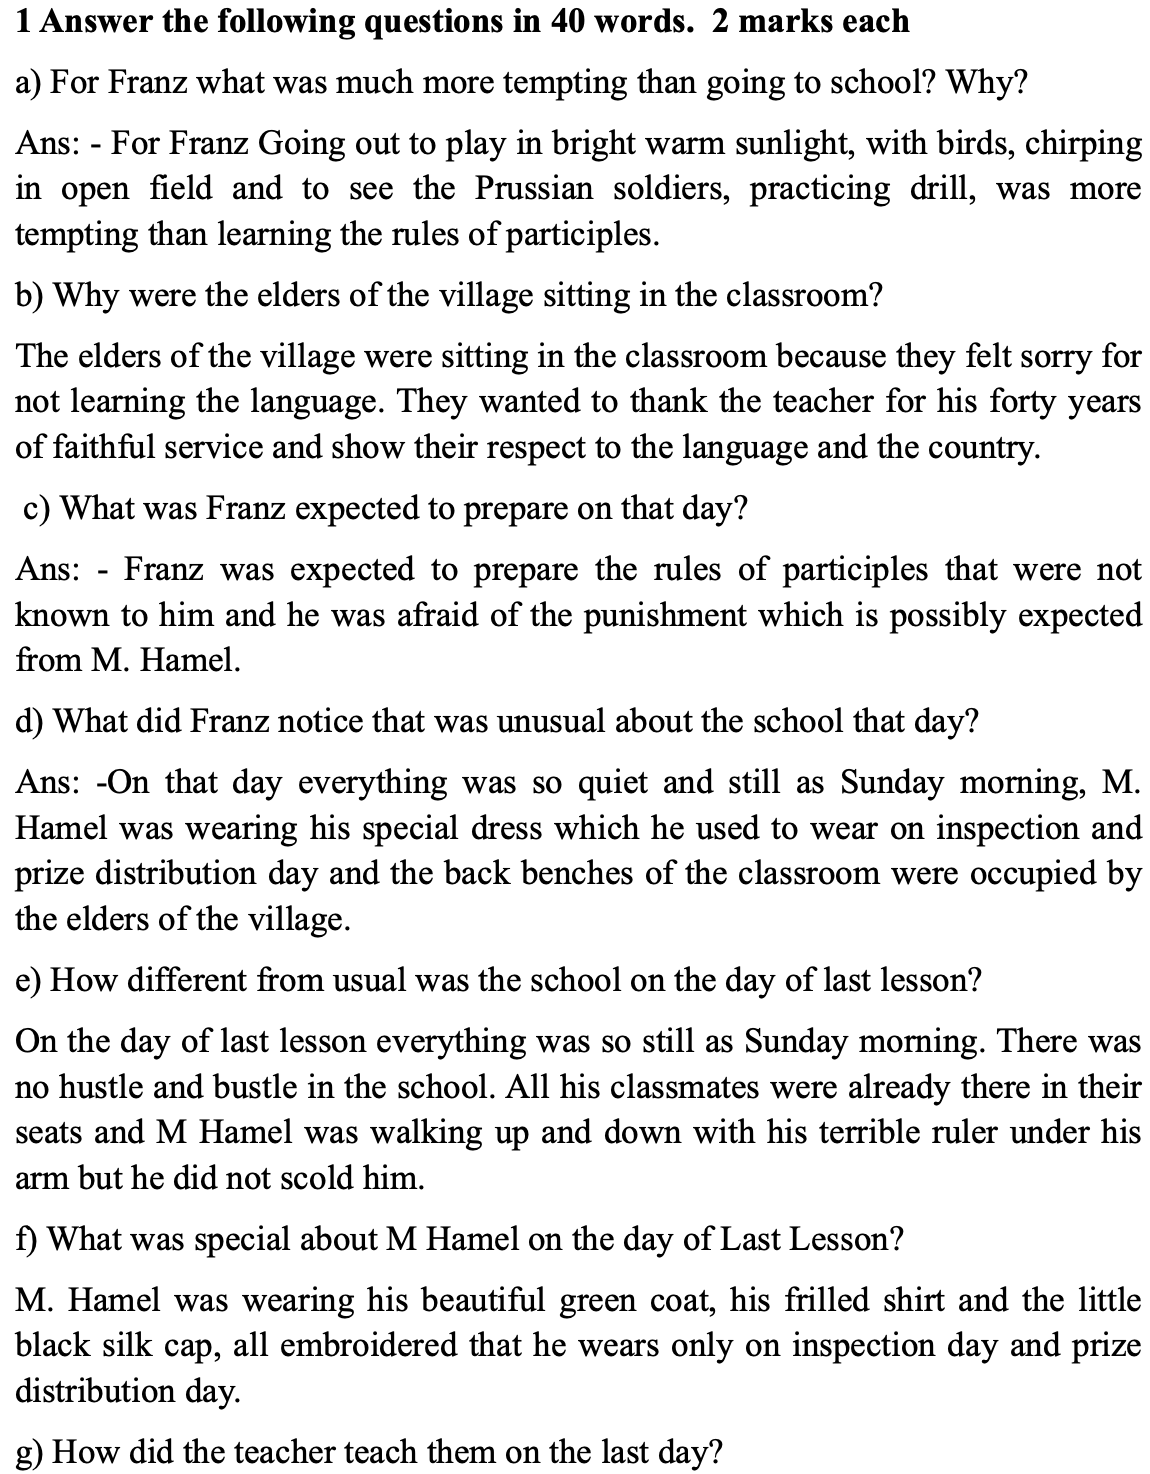 1 Answer the following questions in 40 words.  2 marks each
a) For Franz what was much more tempting than going to school? Why?
Ans: - For Franz Going out to play in bright warm sunlight, with birds, chirping
in open field and to see the Prussian soldiers, practicing drill, was more
tempting than learning the rules of participles.
b) Why were the elders of the village sitting in the classroom?
The elders of the village were sitting in the classroom because they felt sorry for
not learning the language. They wanted to thank the teacher for his forty years
of faithful service and show their respect to the language and the country.
c) What was Franz expected to prepare on that day?
Ans: - Franz was expected to prepare the rules of participles that were not
known to him and he was afraid of the punishment which is possibly expected
from M. Hamel.
d) What did Franz notice that was unusual about the school that day?
Ans: -On that day everything was so quiet and still as Sunday morning, M.
Hamel was wearing his special dress which he used to wear on inspection and
prize distribution day and the back benches of the classroom were occupied by
the elders of the village.
e) How different from usual was the school on the day of last lesson?
On the day of last lesson everything was so still as Sunday morning. There was
no hustle and bustle in the school. All his classmates were already there in their
seats and M Hamel was walking up and down with his terrible ruler under his
arm but he did not scold him.
f) What was special about M Hamel on the day of Last Lesson?
M. Hamel was wearing his beautiful green coat, his frilled shirt and the little
black silk cap, all embroidered that he wears only on inspection day and prize
distribution day.
g) How did the teacher teach them on the last day?